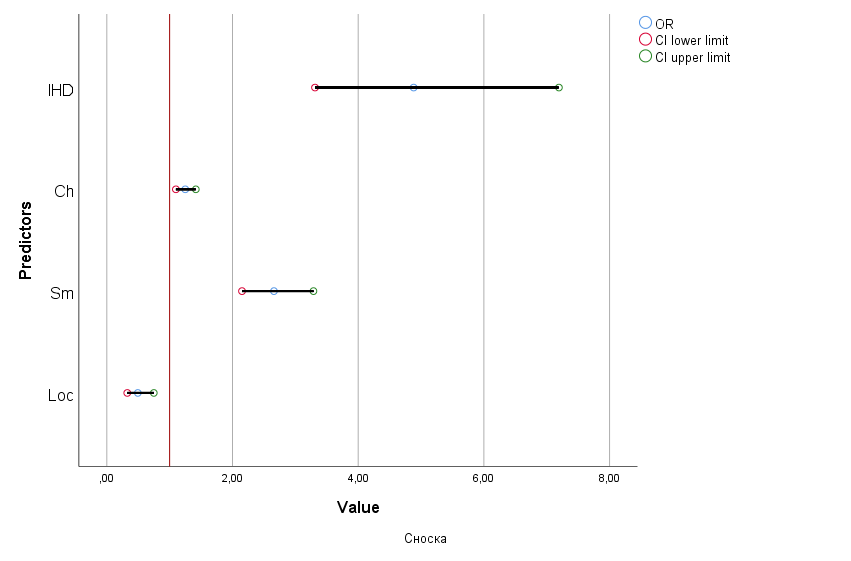 OR
CI lower limit
CI upper limit
IHD
Ch
Sm
Loc
Predictors
,00 2,00 4,00 6,00 8,00
Value
Сноска